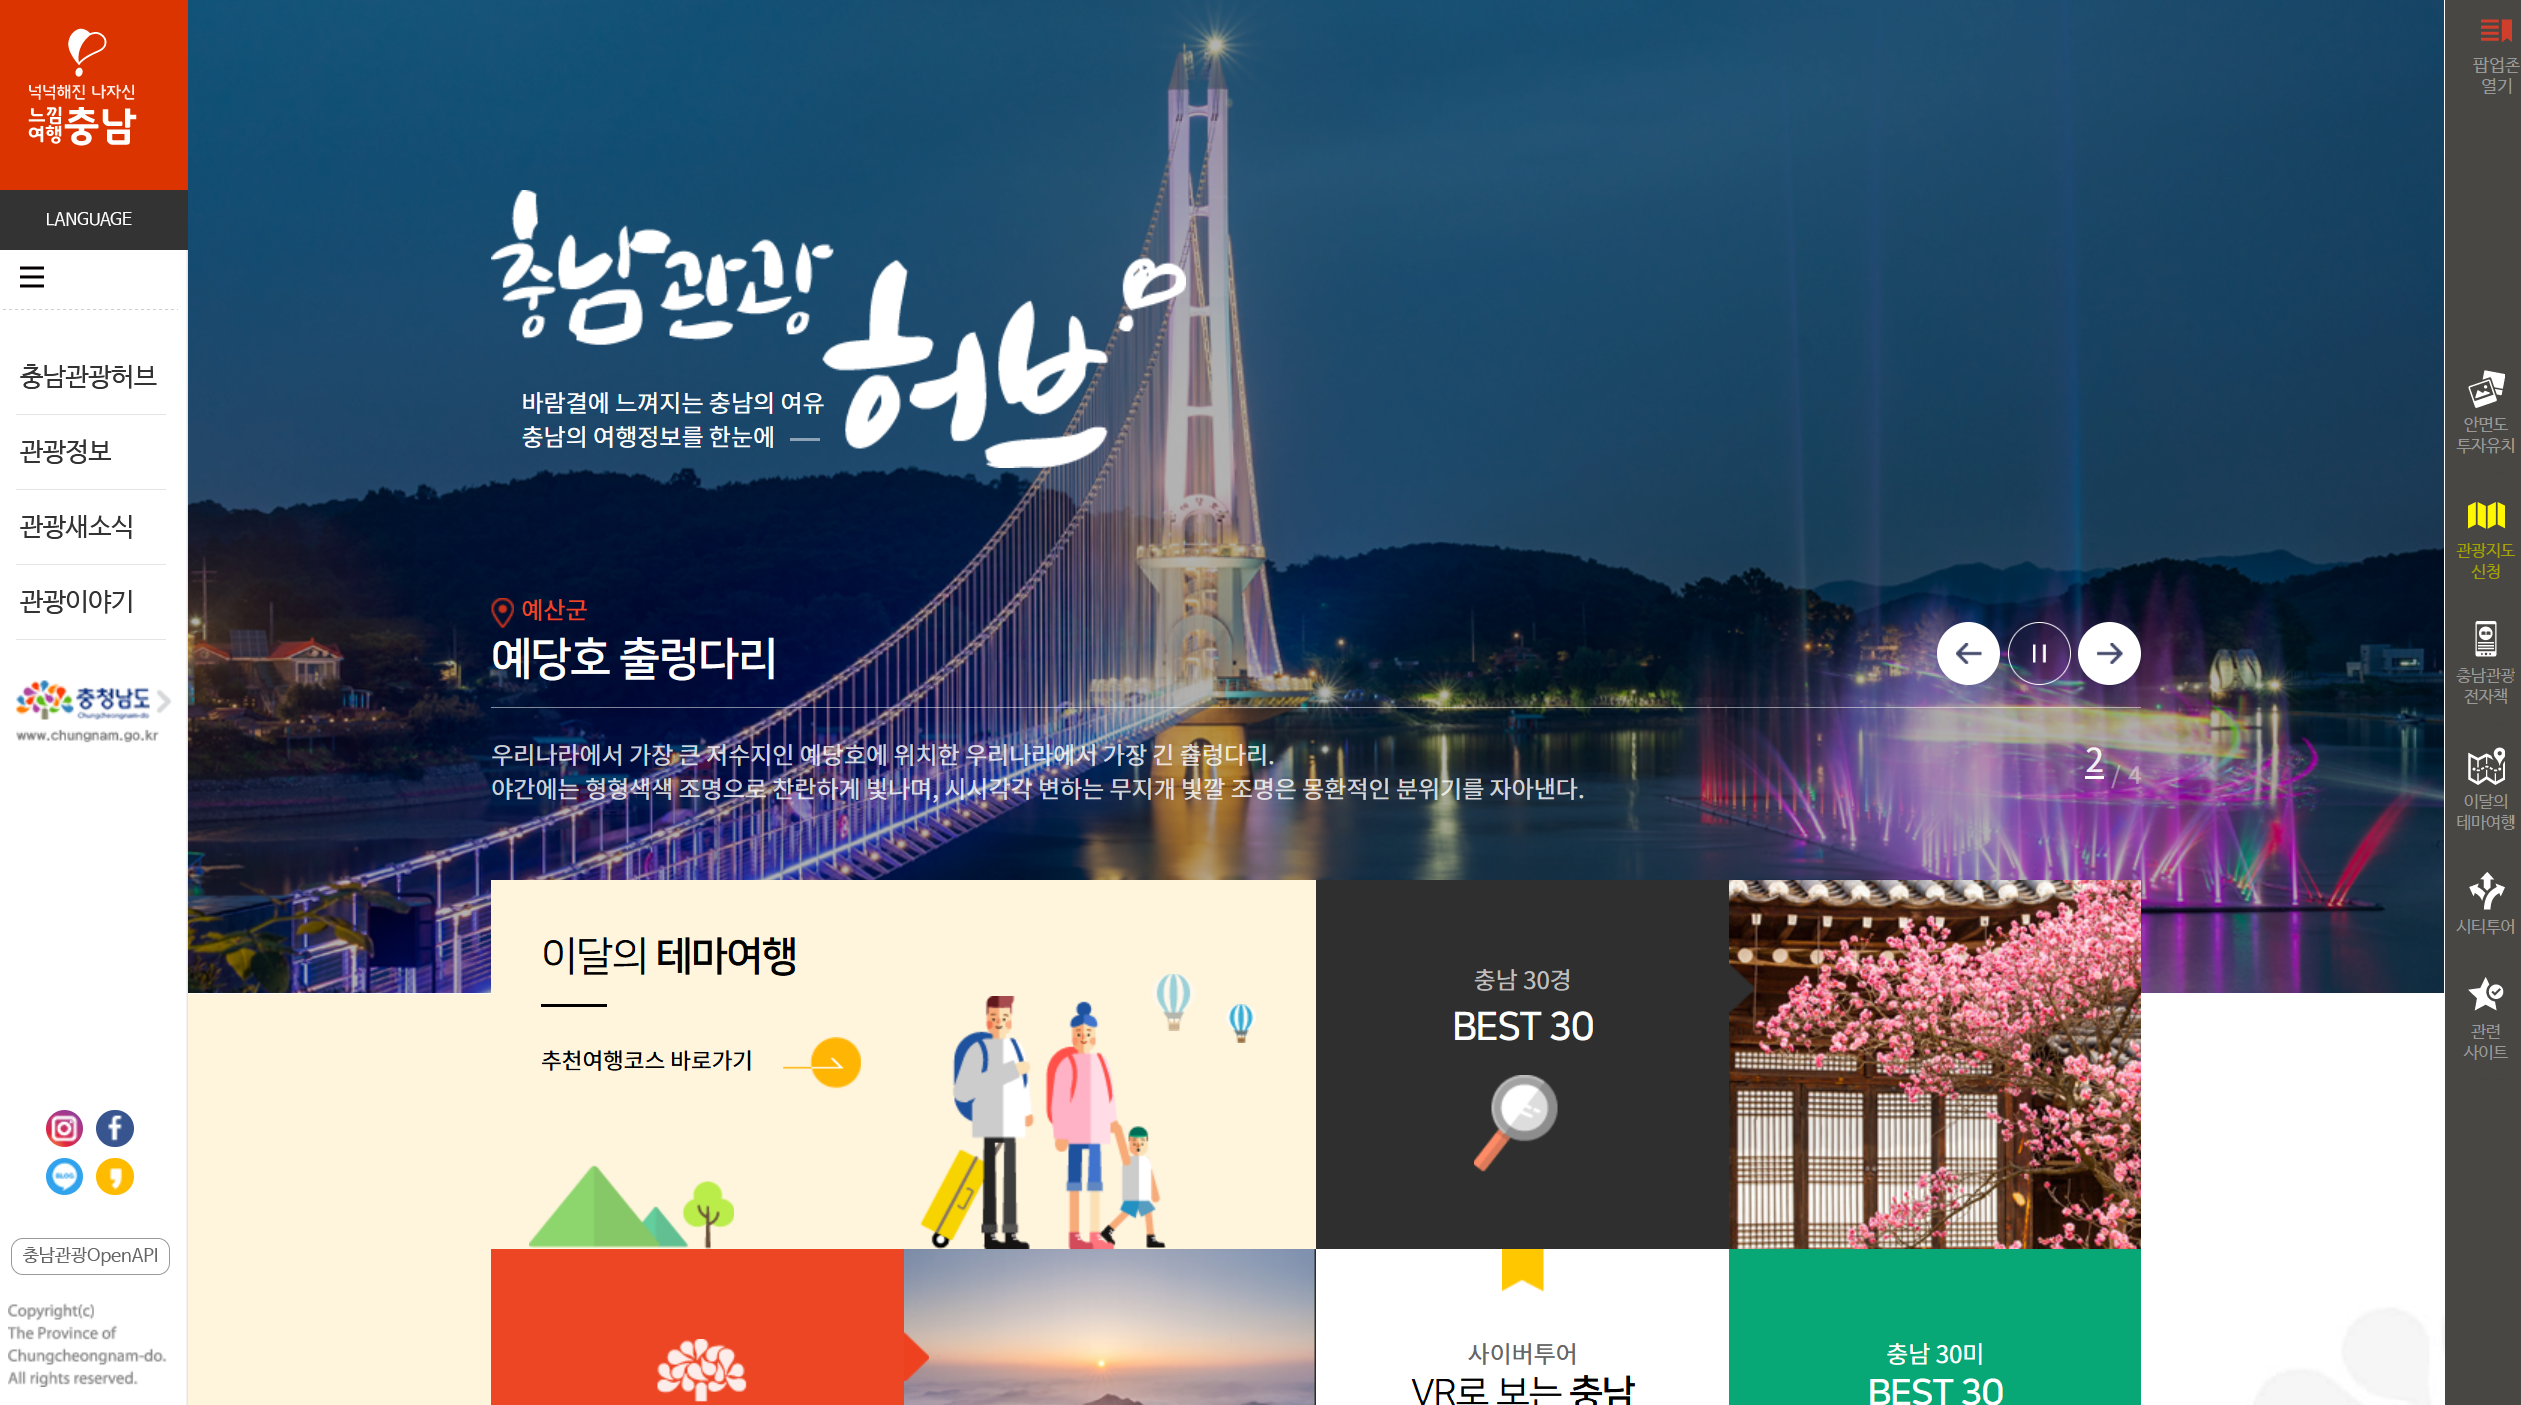 넉넉해진 나자신
느낌
여행 충남
LANGUAGE
충남관광허브
관광정보
관광새소식
관광이야기
충청남도
Chungcheongnam-do
www.chungnam.go.kr
BLOG
충남관광OpenAPI
Copyright(c)
The Province of
Chungcheongnam-do.
All rights reserved.
충남관광
허브
바람결에 느껴지는 충남의 여유
충남의 여행정보를 한눈에
예산군
예당호 출렁다리
우리나라에서 가장 큰 저수지인 예당호에 위치한 우리나라에서 가장 긴 출렁다리.
야간에는 형형색색 조명으로 찬란하게 빛나며, 시시각각 변하는 무지개 빛깔 조명은 몽환적인 분위기를 자아낸다.
2 / 4
이달의 테마여행
추천여행코스 바로가기
충남 30경
BEST 30
사이버투어
VR로 보는 충남
충남 30미
BEST 30
팝업존
열기
안면도
투자유치
관광지도
신청
충남관광
전자책
이달의
테마여행
시티투어
관련
사이트